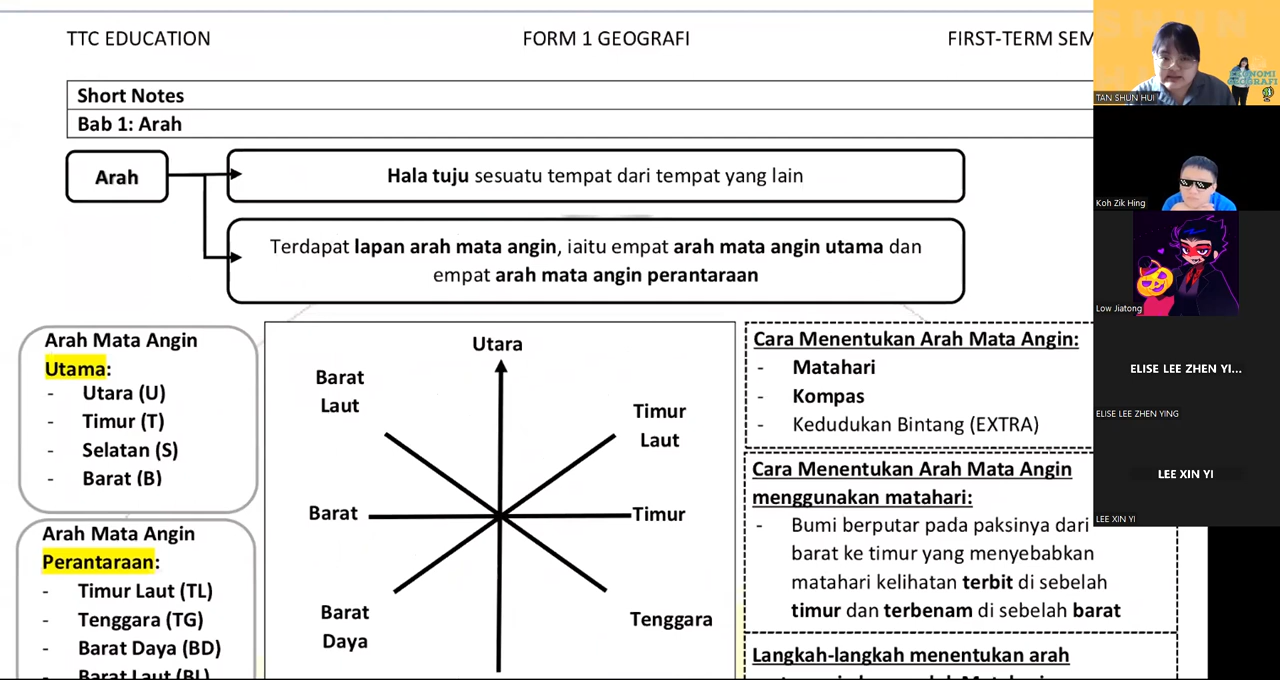 TTC EDUCATION
FORM 1 GEOGRAFI
FIRST-TERM SEM
Short Notes
Bab 1: Arah
Arah
Hala tuju sesuatu tempat dari tempat yang lain
Terdapat lapan arah mata angin, iaitu empat arah mata angin utama dan
empat arah mata angin perantaraan
Arah Mata Angin
Utama:
- Utara (U)
- Timur (T)
- Selatan (S)
- Barat (B)
Arah Mata Angin
Perantaraan:
- Timur Laut (TL)
- Tenggara (TG)
- Barat Daya (BD)
- Barat Laut (BL)
Utara
Barat
Laut
Timur
Laut
Barat
Timur
Barat
Daya
Tenggara
Cara Menentukan Arah Mata Angin:
- Matahari
- Kompas
- Kedudukan Bintang (EXTRA)
Cara Menentukan Arah Mata Angin
menggunakan matahari:
- Bumi berputar pada paksinya dari
barat ke timur yang menyebabkan
matahari kelihatan terbit di sebelah
timur dan terbenam di sebelah barat
Langkah-langkah menentukan arah
EKONOMI
GEOGRAFI
TAN SHUN HUI
Koh Zik Hing
Low Jiatong
ELISE LEE ZHEN YI...
ELISE LEE ZHEN YING
LEE XIN YI
LEE XIN YI